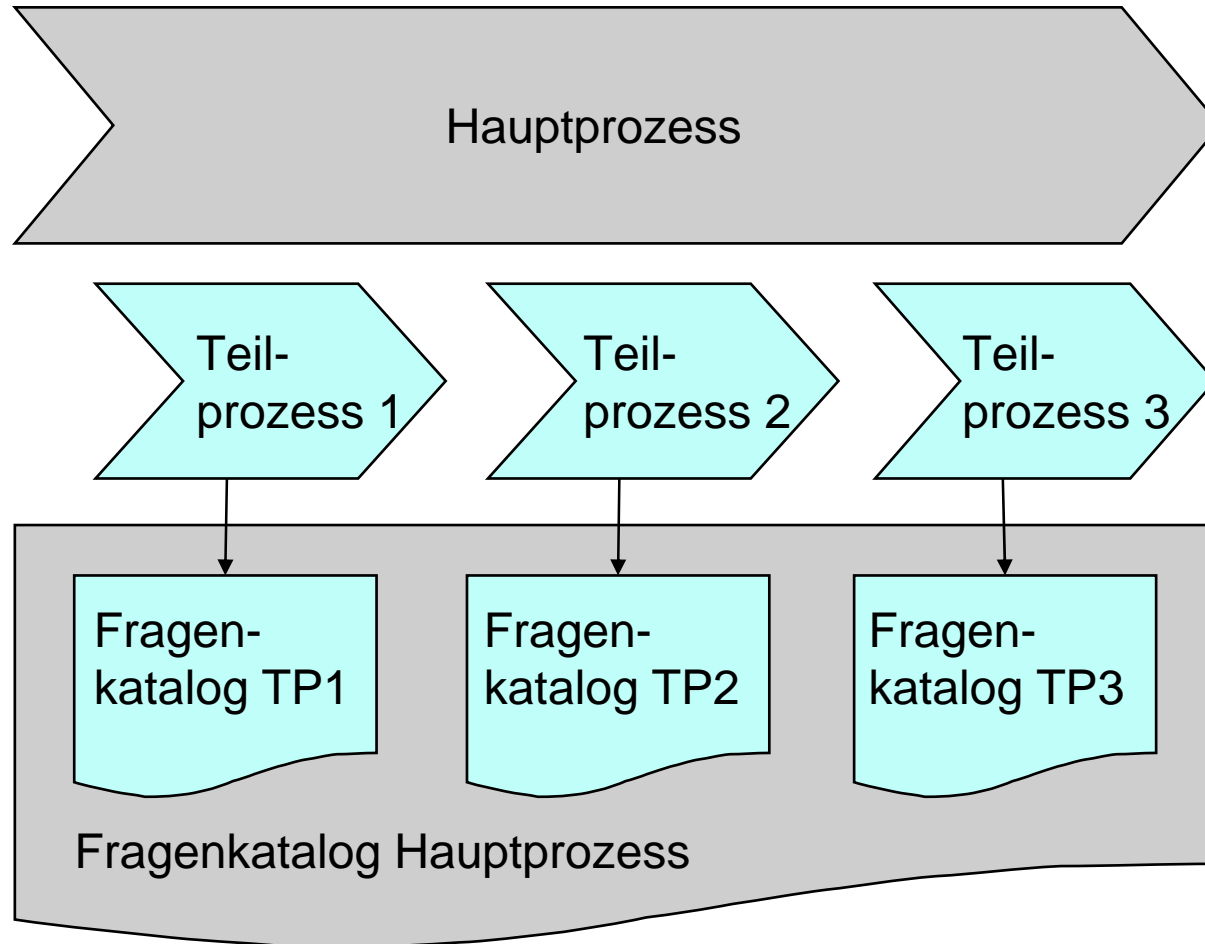 Hauptprozess
Teil-
prozess 1
Teil-
prozess 2
Teil-
prozess 3
Fragen-
katalog TP1
Fragen-
katalog TP2
Fragen-
katalog TP3
Fragenkatalog Hauptprozess